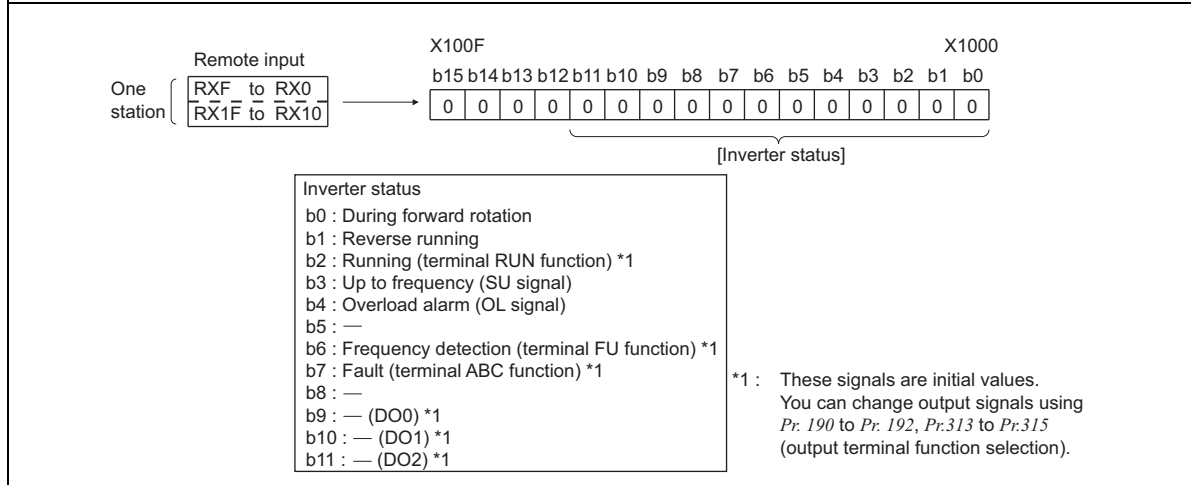 X100F X1000
Remote input
b15 b14 b13 b12 b11 b10 b9 b8 b7 b6 b5 b4 b3 b2 b1 b0
One station
RXF to RX0
RX1F to RX10
0 0 0 0 0 0 0 0 0 0 0 0 0 0 0 0
[Inverter status]
Inverter status
b0 : During forward rotation
b1 : Reverse running
b2 : Running (terminal RUN function) *1
b3 : Up to frequency (SU signal)
b4 : Overload alarm (OL signal)
b5 : —
b6 : Frequency detection (terminal FU function) *1
b7 : Fault (terminal ABC function) *1
b8 : —
b9 : — (DO0) *1
b10 : — (DO1) *1
b11 : — (DO2) *1
*1 : These signals are initial values.
You can change output signals using
Pr. 190 to Pr. 192, Pr.313 to Pr.315
(output terminal function selection).